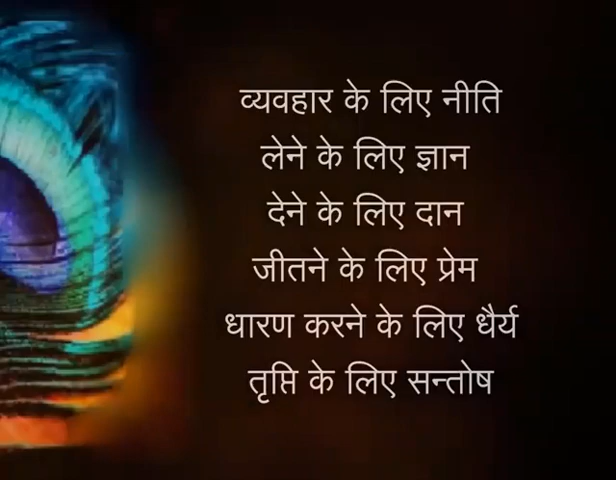 व्यवहार के लिए नीति
लेने के लिए ज्ञान
देने के लिए दान
जीतने के लिए प्रेम
धारण करने के लिए धैर्य
तृप्ति के लिए सन्तोष